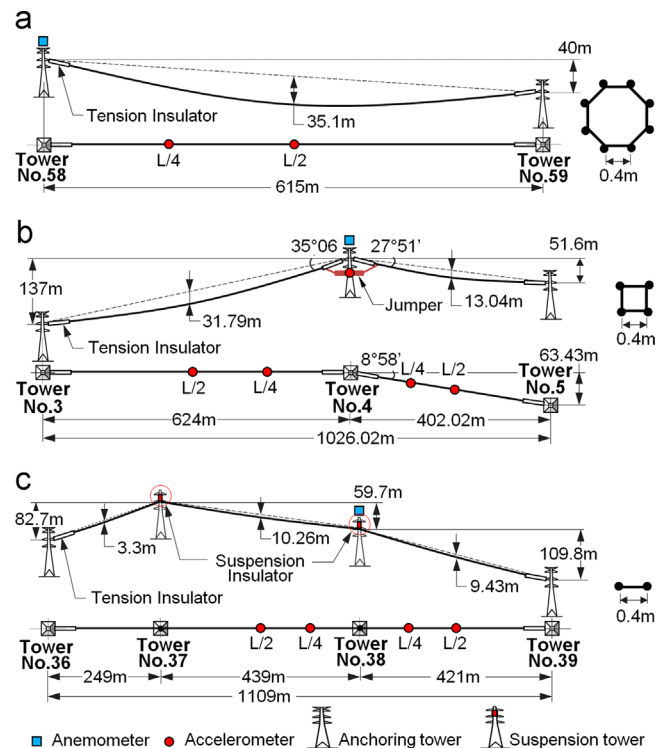 a
40m
Tension Insulator
35.1m
Tower
No.58
L/4
L/2
Tower
No.59
0.4m
615m
b
35°06
27°51'
51.6m
137m
Jumper
13.04m
31.79m
Tension Insulator
0.4m
8°58'
L/4
L/2
63.43m
Tower
No.5
Tower
No.3
L/2
L/4
Tower
No.4
624m
402.02m
1026.02m
c
59.7m
82.7m
3.3m
10.26m
Suspension
Insulator
109.8m
9.43m
Tension Insulator
0.4m
Tower
No.36
Tower
No.37
L/2
L/4
Tower
No.38
L/4
L/2
Tower
No.39
249m
439m
421m
1109m
Anemometer
Accelerometer
Anchoring tower
Suspension tower